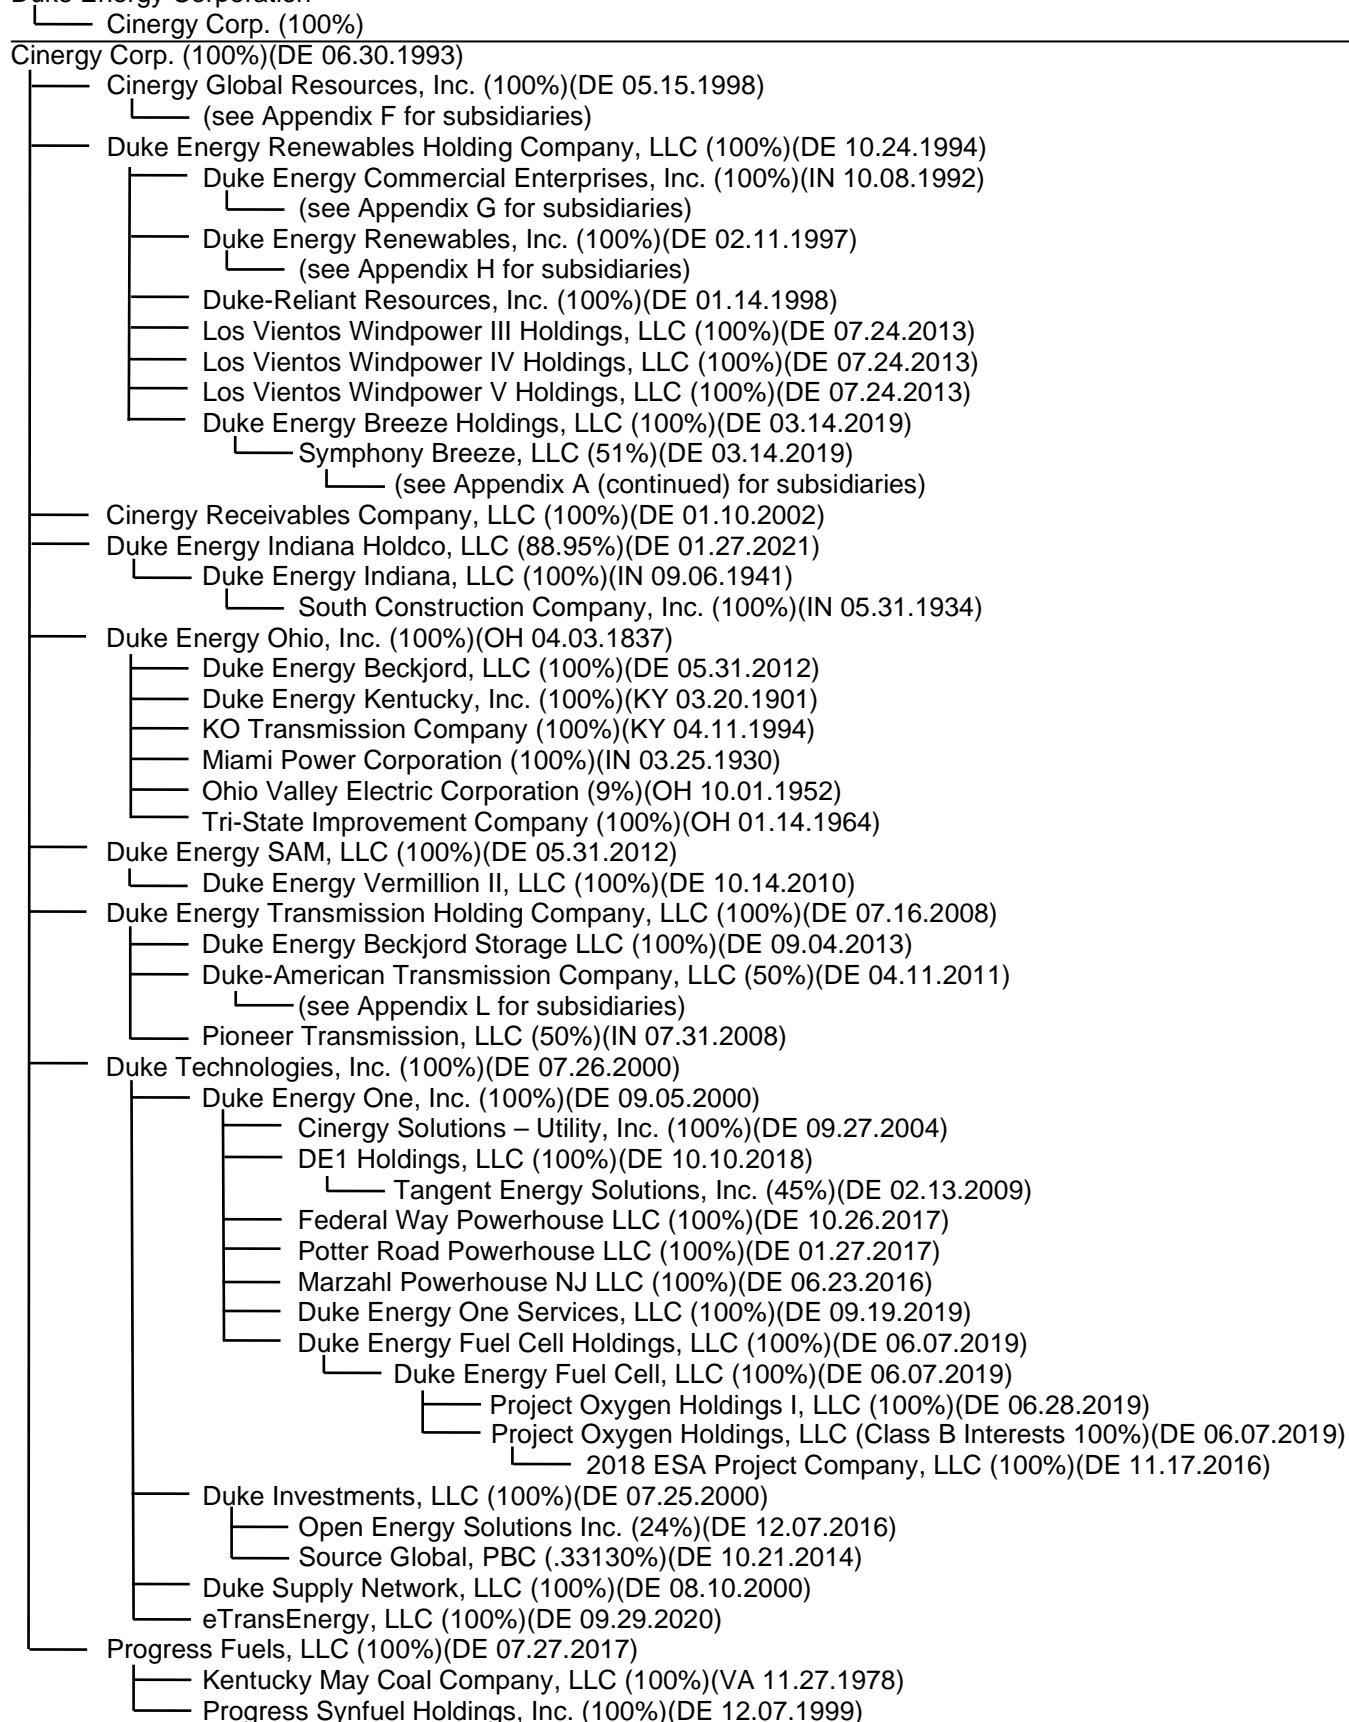 Duke Energy Corporation
Cinergy Corp. (100%)
Cinergy Corp. (100%)(DE 06.30.1993)
Cinergy Global Resources, Inc. (100%)(DE 05.15.1998)
(see Appendix F for subsidiaries)
Duke Energy Renewables Holding Company, LLC (100%)(DE 10.24.1994)
Duke Energy Commercial Enterprises, Inc. (100%)(IN 10.08.1992)
(see Appendix G for subsidiaries)
Duke Energy Renewables, Inc. (100%)(DE 02.11.1997)
(see Appendix H for subsidiaries)
Duke-Reliant Resources, Inc. (100%)(DE 01.14.1998)
Los Vientos Windpower III Holdings, LLC (100%)(DE 07.24.2013)
Los Vientos Windpower IV Holdings, LLC (100%)(DE 07.24.2013)
Los Vientos Windpower V Holdings, LLC (100%)(DE 07.24.2013)
Duke Energy Breeze Holdings, LLC (100%)(DE 03.14.2019)
Symphony Breeze, LLC (51%)(DE 03.14.2019)
(see Appendix A (continued) for subsidiaries)
Cinergy Receivables Company, LLC (100%)(DE 01.10.2002)
Duke Energy Indiana Holdco, LLC (88.95%)(DE 01.27.2021)
Duke Energy Indiana, LLC (100%)(IN 09.06.1941)
South Construction Company, Inc. (100%)(IN 05.31.1934)
Duke Energy Ohio, Inc. (100%)(OH 04.03.1837)
Duke Energy Beckjord, LLC (100%)(DE 05.31.2012)
Duke Energy Kentucky, Inc. (100%)(KY 03.20.1901)
KO Transmission Company (100%)(KY 04.11.1994)
Miami Power Corporation (100%)(IN 03.25.1930)
Ohio Valley Electric Corporation (9%)(OH 10.01.1952)
Tri-State Improvement Company (100%)(OH 01.14.1964)
Duke Energy SAM, LLC (100%)(DE 05.31.2012)
Duke Energy Vermillion II, LLC (100%)(DE 10.14.2010)
Duke Energy Transmission Holding Company, LLC (100%)(DE 07.16.2008)
Duke Energy Beckjord Storage LLC (100%)(DE 09.04.2013)
Duke-American Transmission Company, LLC (50%)(DE 04.11.2011)
(see Appendix L for subsidiaries)
Pioneer Transmission, LLC (50%)(IN 07.31.2008)
Duke Technologies, Inc. (100%)(DE 07.26.2000)
Duke Energy One, Inc. (100%)(DE 09.05.2000)
Cinergy Solutions – Utility, Inc. (100%)(DE 09.27.2004)
DE1 Holdings, LLC (100%)(DE 10.10.2018)
Tangent Energy Solutions, Inc. (45%)(DE 02.13.2009)
Federal Way Powerhouse LLC (100%)(DE 10.26.2017)
Potter Road Powerhouse LLC (100%)(DE 01.27.2017)
Marzahl Powerhouse NJ LLC (100%)(DE 06.23.2016)
Duke Energy One Services, LLC (100%)(DE 09.19.2019)
Duke Energy Fuel Cell Holdings, LLC (100%)(DE 06.07.2019)
Duke Energy Fuel Cell, LLC (100%)(DE 06.07.2019)
Project Oxygen Holdings I, LLC (100%)(DE 06.28.2019)
Project Oxygen Holdings, LLC (Class B Interests 100%)(DE 06.07.2019)
2018 ESA Project Company, LLC (100%)(DE 11.17.2016)
Duke Investments, LLC (100%)(DE 07.25.2000)
Open Energy Solutions Inc. (24%)(DE 12.07.2016)
Source Global, PBC (.33130%)(DE 10.21.2014)
Duke Supply Network, LLC (100%)(DE 08.10.2000)
eTransEnergy, LLC (100%)(DE 09.29.2020)
Progress Fuels, LLC (100%)(DE 07.27.2017)
Kentucky May Coal Company, LLC (100%)(VA 11.27.1978)
Progress Synfuel Holdings, Inc. (100%)(DE 12.07.1999)